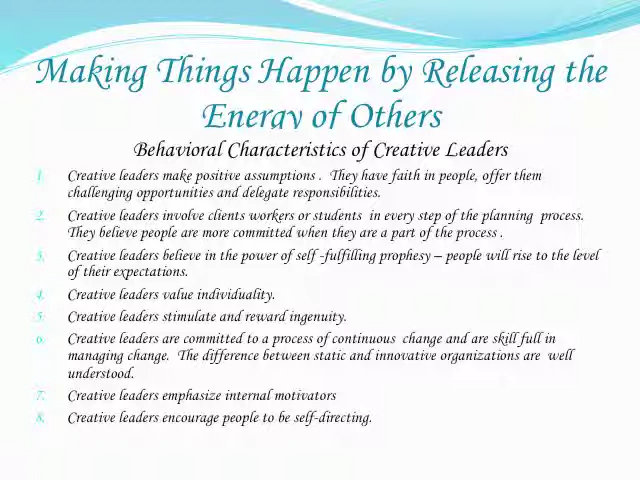 Making Things Happen by Releasing the
Energy of Others
Behavioral Characteristics of Creative Leaders
1. Creative leaders make positive assumptions . They have faith in people, offer them
challenging opportunities and delegate responsibilities.
2. Creative leaders involve clients workers or students in every step of the planning process.
They believe people are more committed when they are a part of the process .
3. Creative leaders believe in the power of self -fulfilling prophesy – people will rise to the level
of their expectations.
4. Creative leaders value individuality.
5. Creative leaders stimulate and reward ingenuity.
6. Creative leaders are committed to a process of continuous change and are skill full in
managing change. The difference between static and innovative organizations are well
understood.
7. Creative leaders emphasize internal motivators
8. Creative leaders encourage people to be self-directing.